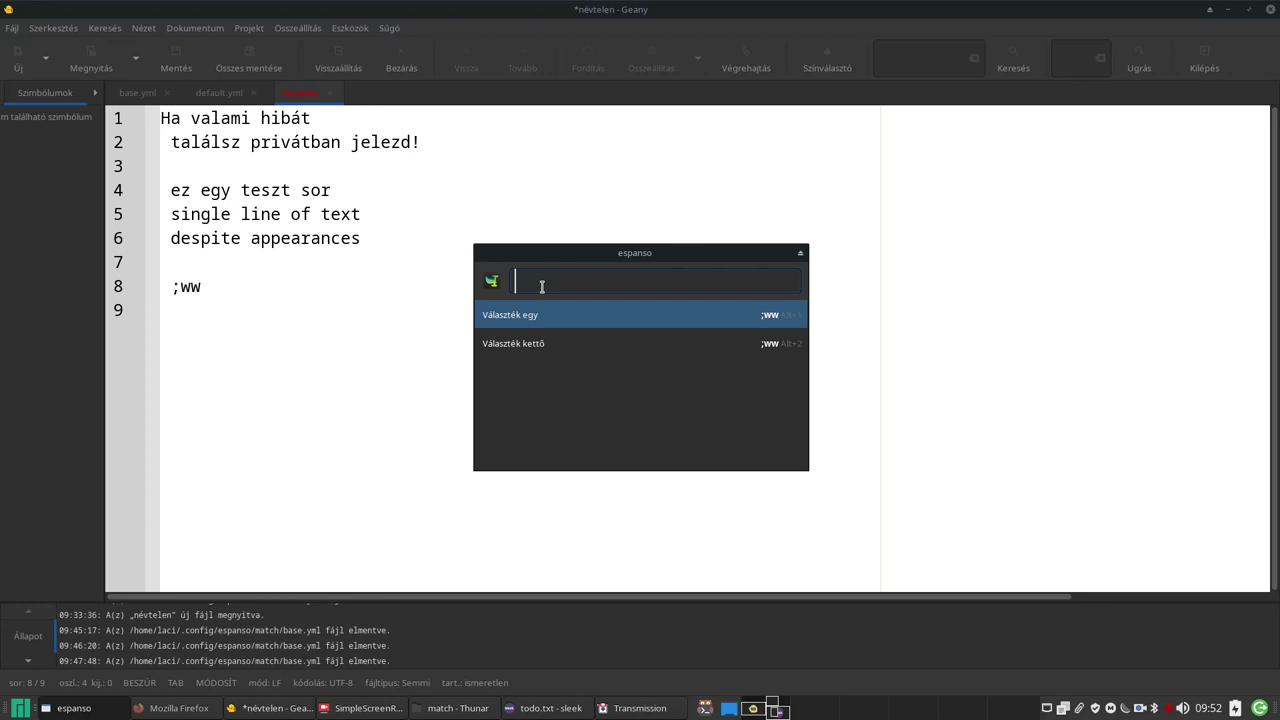 *névtelen - Geany
Fájl Szerkesztés Keresés Nézet Dokumentum Projekt Összeállítás Eszközök Súgó
Új Megnyitás Mentés Összes mentése Visszaállítás Bezárás Vissza Tovább Fordítás Összeállítás Végrehajtás Színválasztó Keresés Ugrás Kilépés
Szimbólumok base.yml default.yml névtelen
m található szimbólum
1 Ha valami hibát
2 találsz privátban jelezd!
3
4 ez egy teszt sor
5 single line of text
6 despite appearances
7
8 ;ww
9
espanso
Választék egy ;ww Alt+1
Választék kettő ;ww Alt+2
Állapot
09:33:36: A(z) „névtelen” új fájl megnyitva.
09:45:17: A(z) /home/laci/.config/espanso/match/base.yml fájl elmentve.
09:46:20: A(z) /home/laci/.config/espanso/match/base.yml fájl elmentve.
09:47:48: A(z) /home/laci/.config/espanso/match/base.yml fájl elmentve.
sor: 8 / 9 oszl.: 4 kij.: 0 BESZÚR TAB MÓDOSÍT mód: LF kódolás: UTF-8 fájltípus: Semmi tart.: ismeretlen
espanso Mozilla Firefox *névtelen - Gea... SimpleScreenR... match - Thunar todo.txt - sleek Transmission 09:52